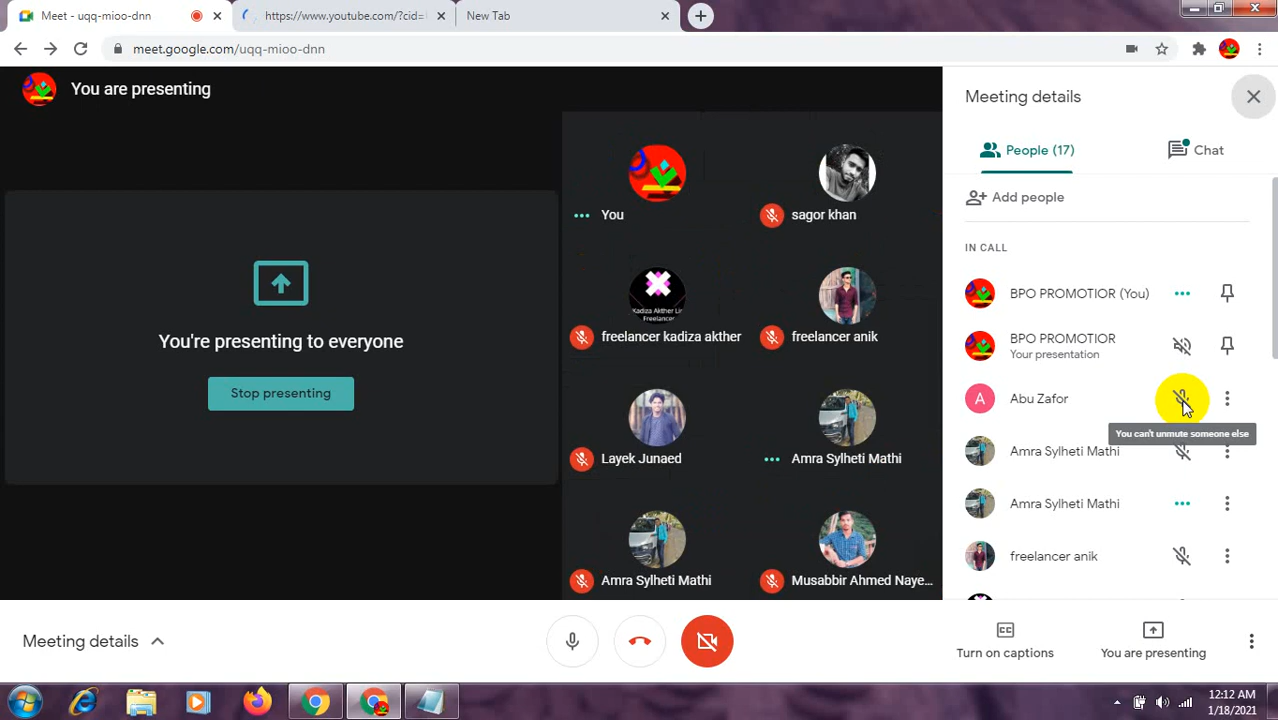 Meet - uqq-mioo-dnn
https://www.youtube.com/?cid=
New Tab
meet.google.com/uqq-mioo-dnn
You are presenting
You're presenting to everyone
Stop presenting
You
sagor khan
Kadiza Akther
Freelancer
freelancer kadiza akther
freelancer anik
Layek Junaed
Amra Sylheti Mathi
Amra Sylheti Mathi
Musabbir Ahmed Naye...
Meeting details
People (17)
Chat
Add people
IN CALL
BPO PROMOTIOR (You)
BPO PROMOTIOR
Your presentation
A
Abu Zafor
You can't unmute someone else
Amra Sylheti Mathi
Amra Sylheti Mathi
freelancer anik
Meeting details
CC
Turn on captions
You are presenting
12:12 AM
1/18/2021